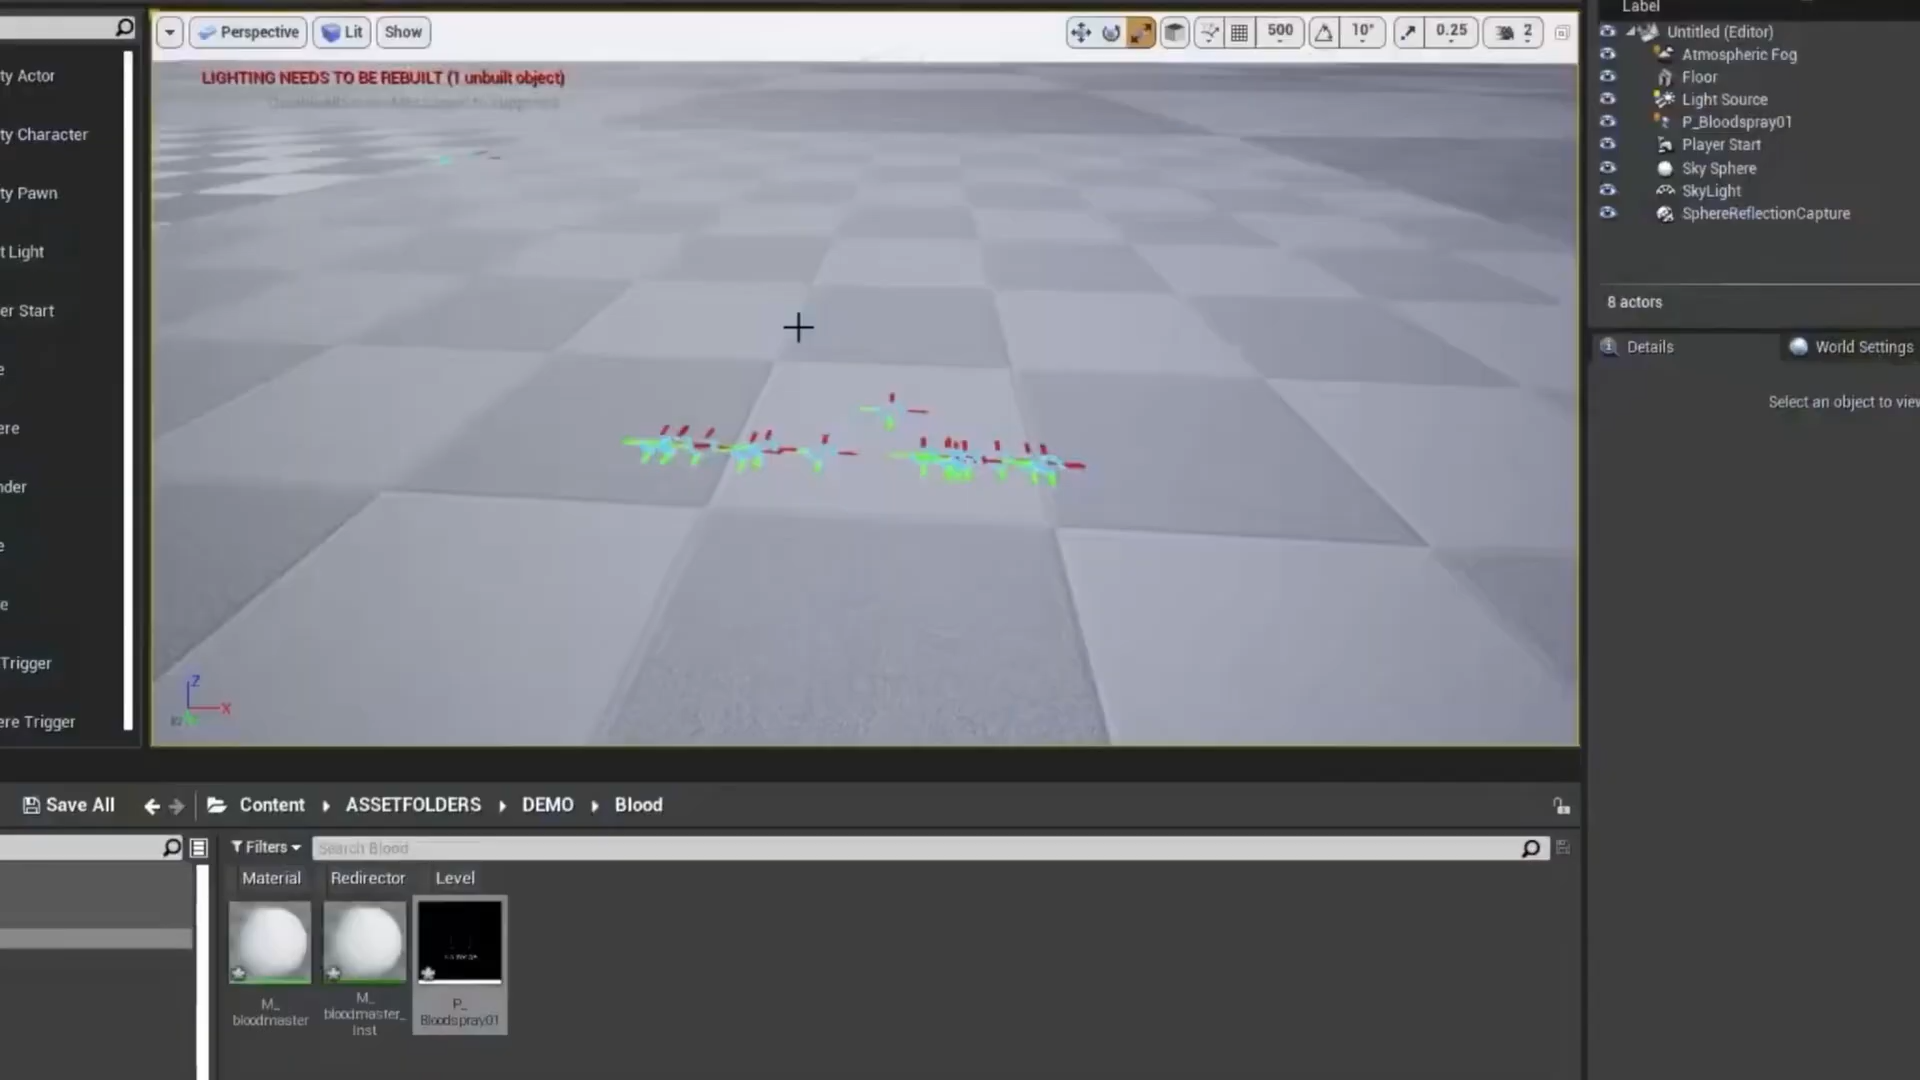 Perspective
Lit
Show
500
10°
0.25
2
Label
Untitled (Editor)
Atmospheric Fog
Floor
Light Source
P_Bloodspray01
Player Start
Sky Sphere
SkyLight
SphereReflectionCapture
8 actors
Details
World Settings
Select an object to view
LIGHTING NEEDS TO BE REBUILT (1 unbuilt object)
ty Actor
ty Character
ty Pawn
t Light
er Start
e
ere
nder
e
e
Trigger
ere Trigger
Z
X
Save All
Content
ASSETFOLDERS
DEMO
Blood
Filters
Search Blood
Material
Redirector
Level
M_
bloodmaster
M_
bloodmaster_
Inst
P_
Bloodspray01